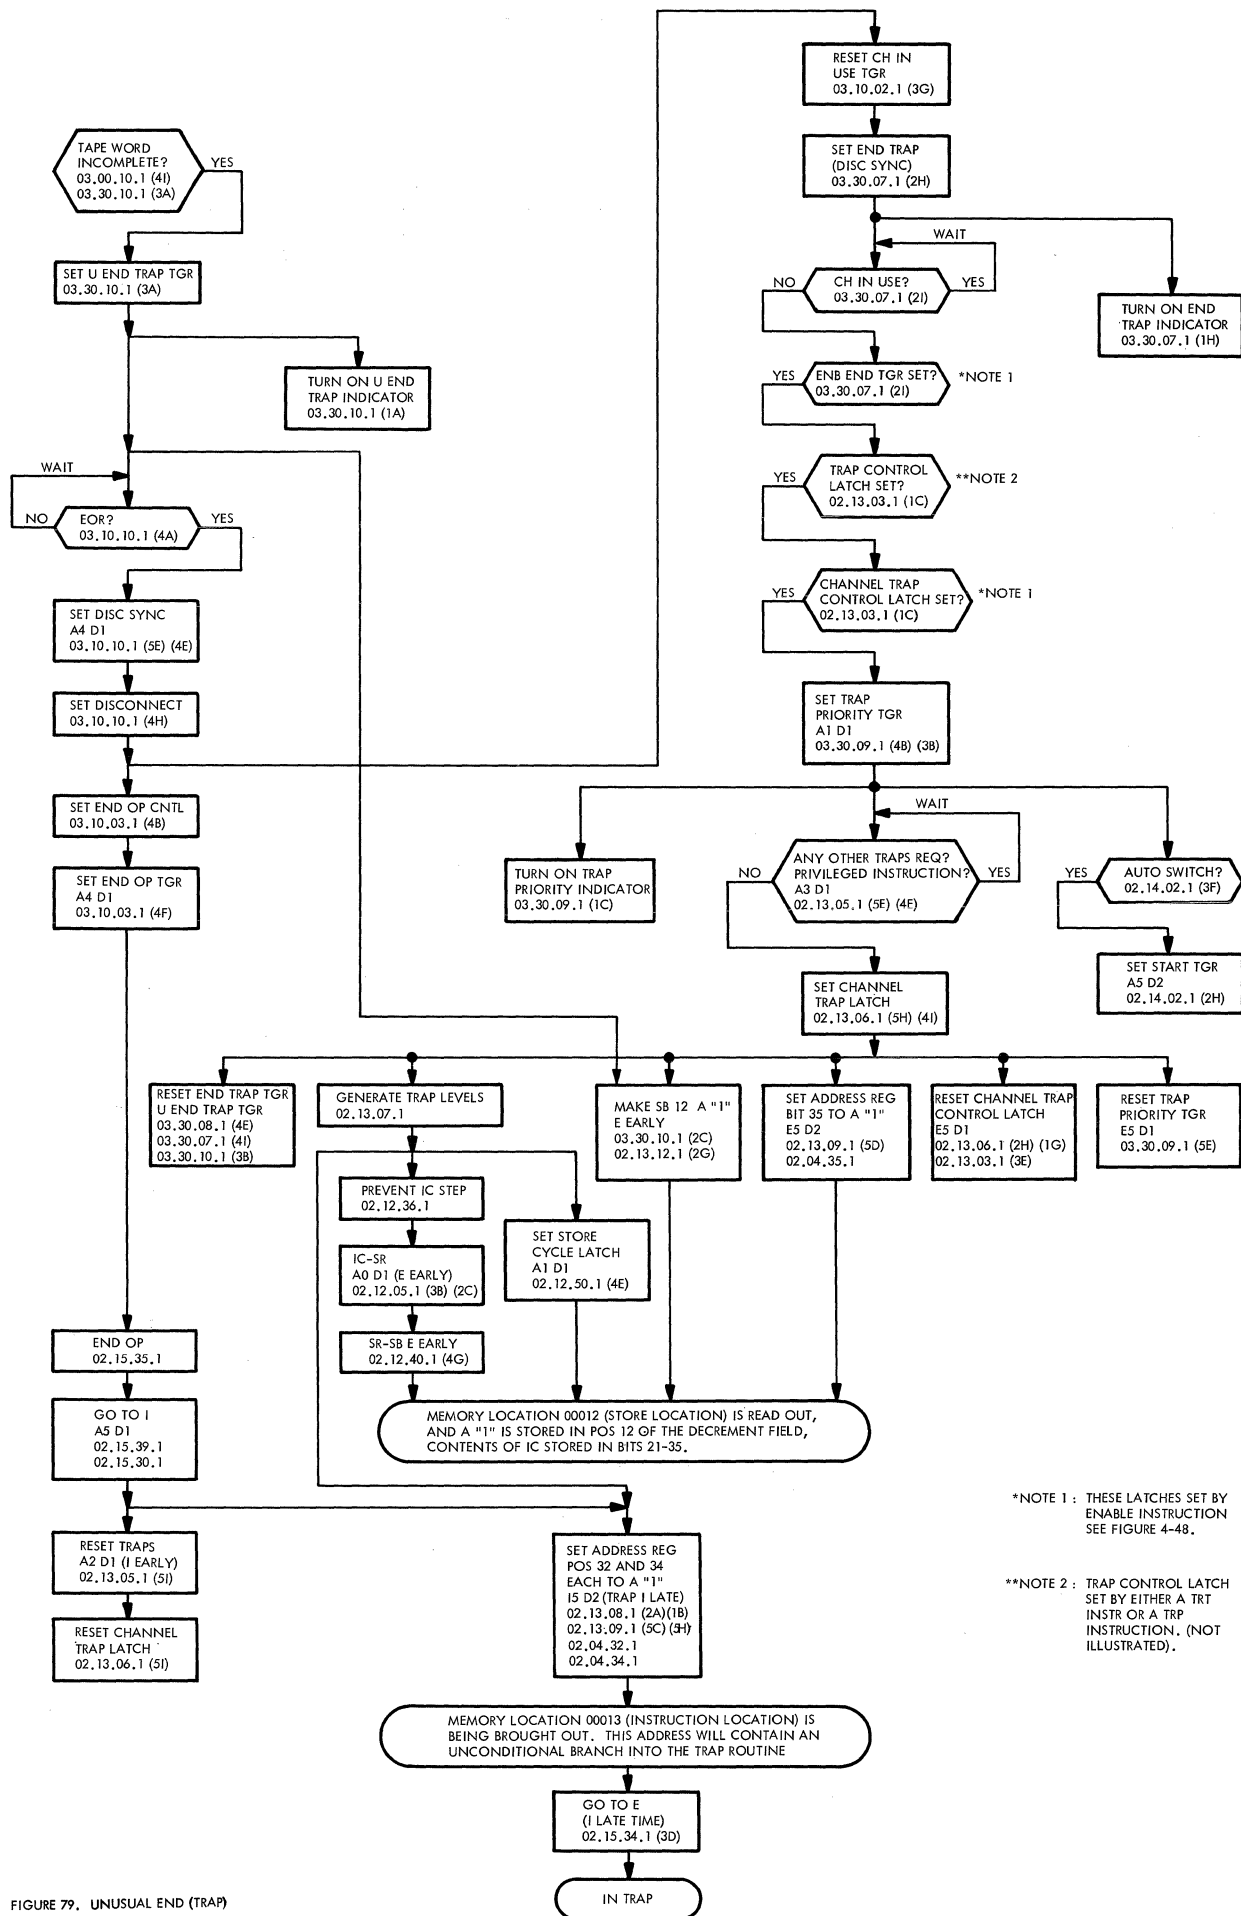 RESET CH IN
USE TGR
03.10.02.1 (3G)
TAPE WORD
INCOMPLETE?
03.00.10.1 (4I)
03.30.10.1 (3A)
YES
SET END TRAP
(DISC SYNC)
03.30.07.1 (2H)
WAIT
SET U END TRAP TGR
03.30.10.1 (3A)
NO
CH IN USE?
03.30.07.1 (2I)
YES
TURN ON END
TRAP INDICATOR
03.30.07.1 (1H)
TURN ON U END
TRAP INDICATOR
03.30.10.1 (1A)
YES
ENB END TGR SET?
03.30.07.1 (2I)
*NOTE 1
WAIT
YES
TRAP CONTROL
LATCH SET?
02.13.03.1 (1C)
**NOTE 2
NO
EOR?
03.10.10.1 (4A)
YES
YES
CHANNEL TRAP
CONTROL LATCH SET?
02.13.03.1 (1C)
*NOTE 1
SET DISC SYNC
A4 D1
03.10.10.1 (5E) (4E)
SET DISCONNECT
03.10.10.1 (4H)
SET TRAP
PRIORITY TGR
A1 D1
03.30.09.1 (4B) (3B)
SET END OP CNTL
03.10.03.1 (4B)
WAIT
SET END OP TGR
A4 D1
03.10.03.1 (4F)
TURN ON TRAP
PRIORITY INDICATOR
03.30.09.1 (1C)
NO
ANY OTHER TRAPS REQ?
PRIVILEGED INSTRUCTION?
A3 D1
02.13.05.1 (5E) (4E)
YES
YES
AUTO SWITCH?
02.14.02.1 (3F)
SET CHANNEL
TRAP LATCH
02.13.06.1 (5H) (4I)
SET START TGR
A5 D2
02.14.02.1 (2H)
RESET END TRAP TGR
U END TRAP TGR
03.30.08.1 (4E)
03.30.07.1 (4I)
03.30.10.1 (3B)
GENERATE TRAP LEVELS
02.13.07.1
MAKE SB 12 A "1"
E EARLY
03.30.10.1 (2C)
02.13.12.1 (2G)
SET ADDRESS REG
BIT 35 TO A "1"
E5 D2
02.13.09.1 (5D)
02.04.35.1
RESET CHANNEL TRAP
CONTROL LATCH
E5 D1
02.13.06.1 (2H) (1G)
02.13.03.1 (3E)
RESET TRAP
PRIORITY TGR
E5 D1
03.30.09.1 (5E)
PREVENT IC STEP
02.12.36.1
IC-SR
A0 D1 (E EARLY)
02.12.05.1 (3B) (2C)
SET STORE
CYCLE LATCH
A1 D1
02.12.50.1 (4E)
SR-SB E EARLY
02.12.40.1 (4G)
END OP
02.15.35.1
MEMORY LOCATION 00012 (STORE LOCATION) IS READ OUT,
AND A "1" IS STORED IN POS 12 OF THE DECREMENT FIELD,
CONTENTS OF IC STORED IN BITS 21-35.
GO TO I
A5 D1
02.15.39.1
02.15.30.1
RESET TRAPS
A2 D1 (I EARLY)
02.13.05.1 (5I)
SET ADDRESS REG
POS 32 AND 34
EACH TO A "1"
I5 D2 (TRAP I LATE)
02.13.08.1 (2A)(1B)
02.13.09.1 (5C) (5H)
02.04.32.1
02.04.34.1
RESET CHANNEL
TRAP LATCH
02.13.06.1 (5I)
*NOTE 1 : THESE LATCHES SET BY
ENABLE INSTRUCTION
SEE FIGURE 4-48.
**NOTE 2 : TRAP CONTROL LATCH
SET BY EITHER A TRT
INSTR OR A TRP
INSTRUCTION. (NOT
ILLUSTRATED).
MEMORY LOCATION 00013 (INSTRUCTION LOCATION) IS
BEING BROUGHT OUT. THIS ADDRESS WILL CONTAIN AN
UNCONDITIONAL BRANCH INTO THE TRAP ROUTINE
GO TO E
(I LATE TIME)
02.15.34.1 (3D)
IN TRAP
FIGURE 79. UNUSUAL END (TRAP)